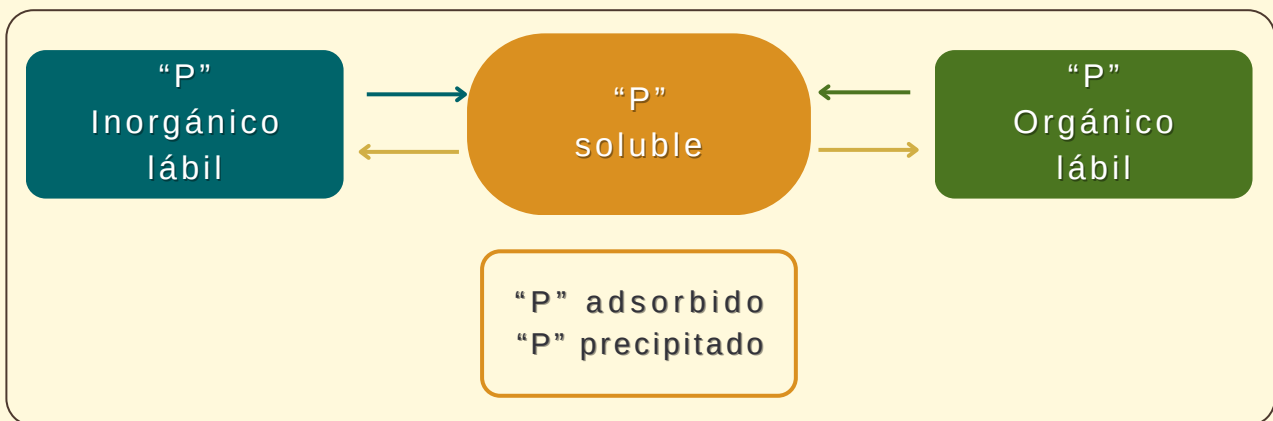 “P”
Inorgánico
lábil
“P”
soluble
“P”
Orgánico
lábil
“P” adsorbido
“P” precipitado